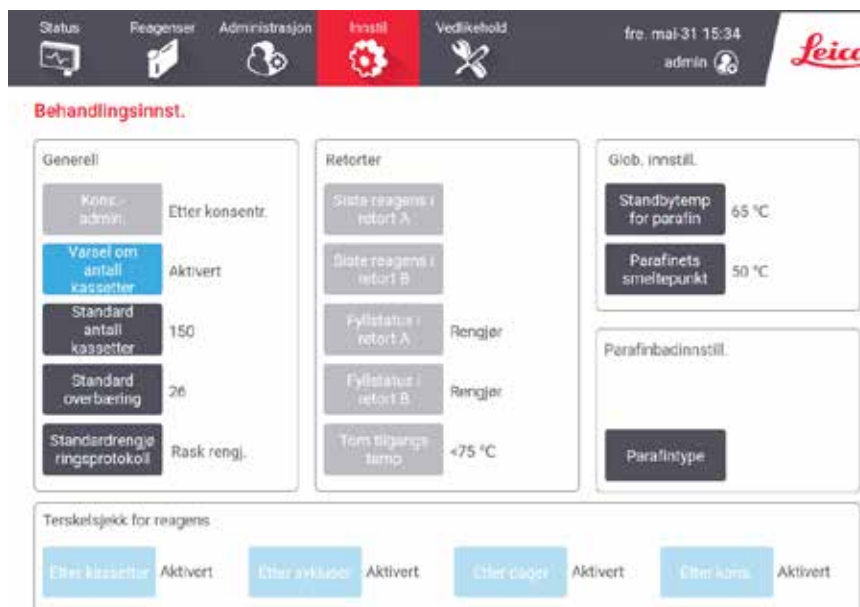 Status Reagenser Administrasjon Innstil Vedlikehold
fre. mai-31 15:34
admin
Leica
Behandlingsinnst.
Generell
Kons.-
admin.
Etter konsentr.
Varsel om
antall
kassetter
Aktivert
Standard
antall
kassetter
150
Standard
overbæring
26
Standardrengjø
ringsprotokoll
Rask rengj.
Retorter
Siste reagens i
retort A
Siste reagens i
retort B
Fyllstatus i
retort A
Rengjør
Fyllstatus i
retort B
Rengjør
Tom tilgangs
temp
<75 °C
Glob. innstill.
Standbytemp
for parafin
65 °C
Parafinets
smeltepunkt
50 °C
Parafinbadinnstill.
Parafintype
Terskelsjekk for reagens
Etter kassetter Aktivert Etter sykluser Aktivert Etter dager Aktivert Etter kons. Aktivert